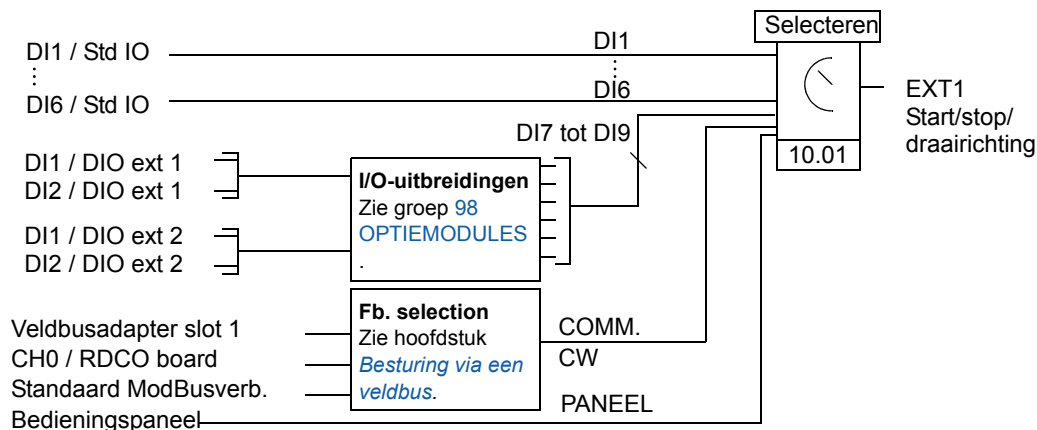 Selecteren
DI1 / Std IO
DI1
DI6 / Std IO
DI6
EXT1
Start/stop/
draairichting
DI7 tot DI9
10.01
DI1 / DIO ext 1
DI2 / DIO ext 1
DI1 / DIO ext 2
DI2 / DIO ext 2
I/O-uitbreidingen
Zie groep 98
OPTIEMODULES
.
Veldbusadapter slot 1
CH0 / RDCO board
Standaard ModBusverb.
Bedieningspaneel
Fb. selection
Zie hoofdstuk
Besturing via een
veldbus.
COMM.
CW
PANEEL